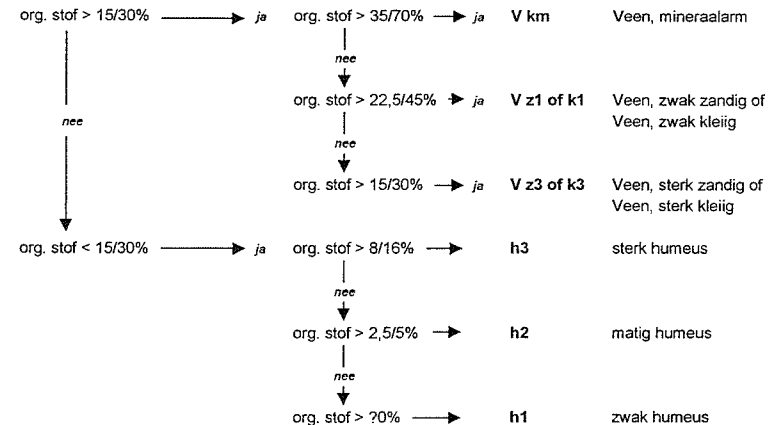 org. stof > 15/30% ja org. stof > 35/70% ja V km Veen, mineraalarm
nee
org. stof > 22,5/45% ja V z1 of k1 Veen, zwak zandig of
Veen, zwak kleiig
nee
nee
org. stof > 15/30% ja V z3 of k3 Veen, sterk zandig of
Veen, sterk kleiig
org. stof < 15/30% ja org. stof > 8/16% h3 sterk humeus
nee
org. stof > 2,5/5% h2 matig humeus
nee
org. stof > ?0% h1 zwak humeus